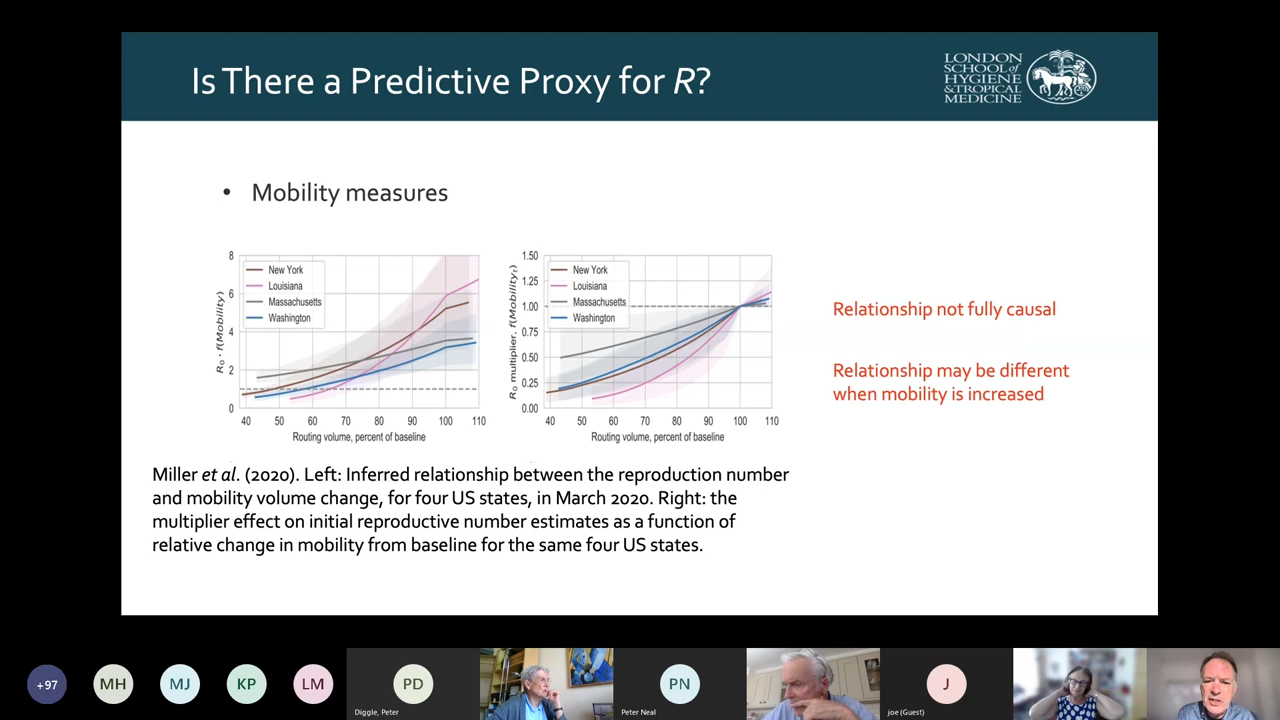 Is There a Predictive Proxy for R?
LONDON
SCHOOL of
HYGIENE
&TROPICAL
MEDICINE
• Mobility measures
8
6
4
2
0
R₀ · f(Mobility)
New York
Louisiana
Massachusetts
Washington
40 50 60 70 80 90 100 110
Routing volume, percent of baseline
1.50
1.25
1.00
0.75
0.50
0.25
0.00
R₀ multiplier, f(Mobilityₜ)
New York
Louisiana
Massachusetts
Washington
40 50 60 70 80 90 100 110
Routing volume, percent of baseline
Relationship not fully causal
Relationship may be different
when mobility is increased
Miller et al. (2020). Left: Inferred relationship between the reproduction number
and mobility volume change, for four US states, in March 2020. Right: the
multiplier effect on initial reproductive number estimates as a function of
relative change in mobility from baseline for the same four US states.
+97
MH
MJ
KP
LM
PD
Diggle, Peter
PN
Peter Neal
J
joe (Guest)